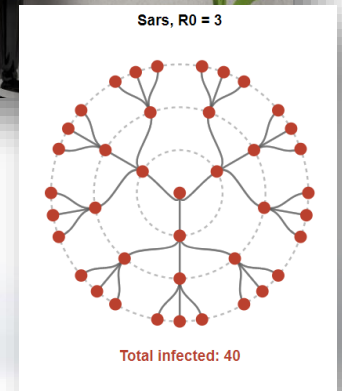 Sars, R0 = 3
Total infected: 40